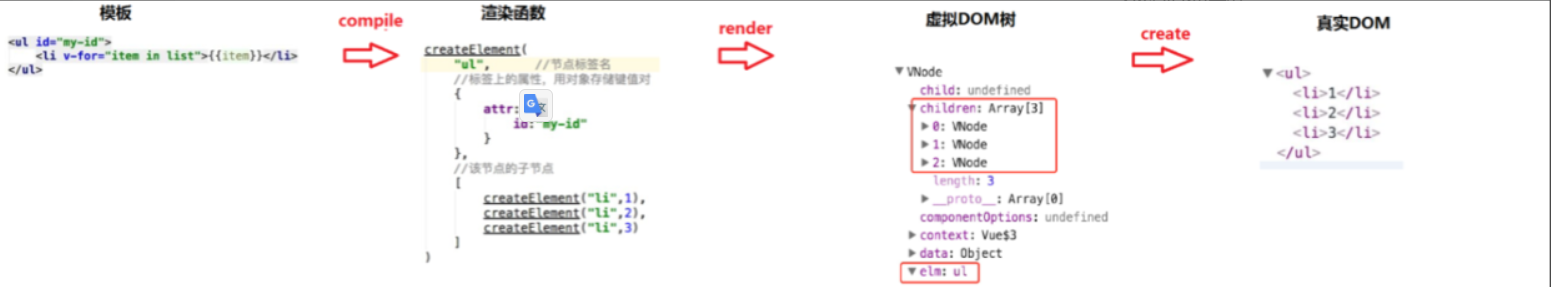 模板
<ul id="my-id">
<li v-for="item in list">{{item}}</li>
</ul>
compile
渲染函数
createElement(
"ul", //节点标签名
//标签上的属性，用对象存储键值对
{
attr:
id:"my-id"
}
},
//该节点的子节点
[
createElement("li",1),
createElement("li",2),
createElement("li",3)
]
)
render
虚拟DOM树
▼VNode
child: undefined
▼children: Array[3]
▶0: VNode
▶1: VNode
▶2: VNode
length: 3
▶__proto__: Array[0]
componentOptions: undefined
▶context: Vue$3
▶data: Object
▼elm: ul
create
真实DOM
▼<ul>
<li>1</li>
<li>2</li>
<li>3</li>
</ul>